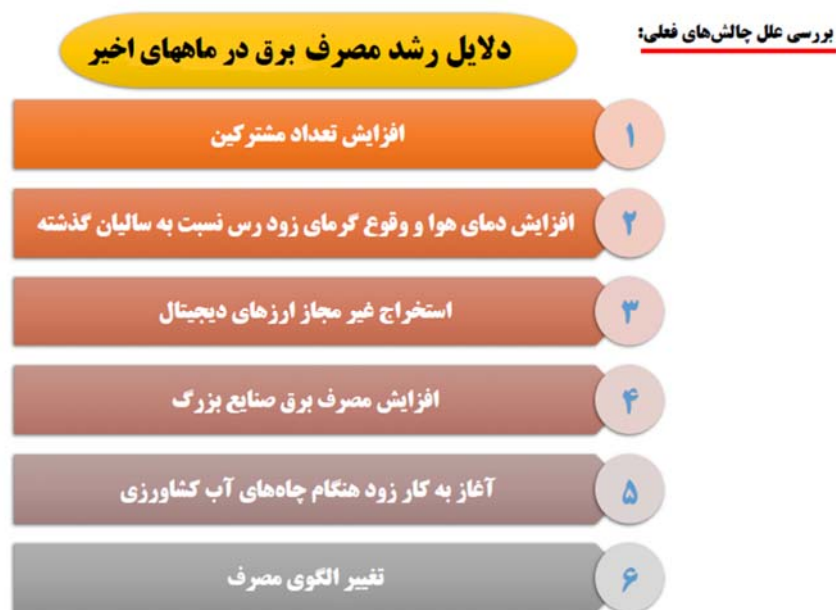 بررسی علل چالش‌های فعلی:
دلایل رشد مصرف برق در ماههای اخیر
۱
افزایش تعداد مشترکین
۲
افزایش دمای هوا و وقوع گرمای زود رس نسبت به سالیان گذشته
۳
استخراج غیر مجاز ارزهای دیجیتال
۴
افزایش مصرف برق صنایع بزرگ
۵
آغاز به کار زود هنگام چاه‌های آب کشاورزی
۶
تغییر الگوی مصرف